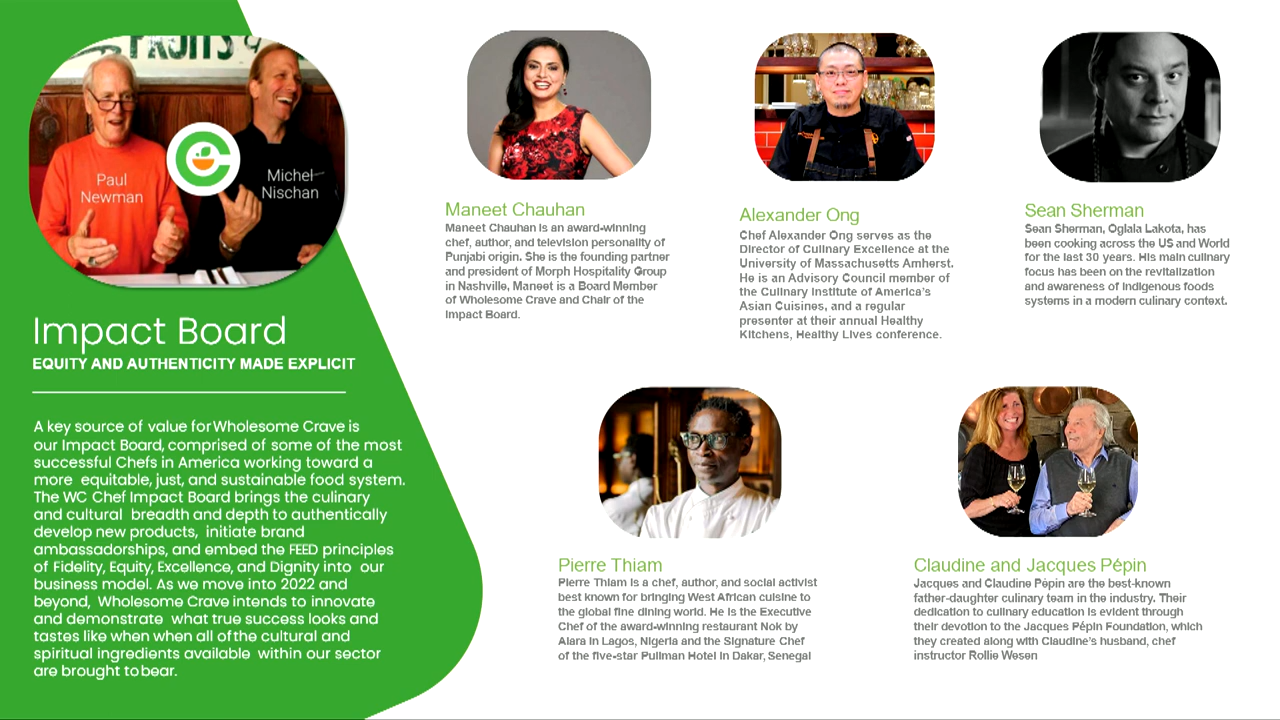 FRUITS
Paul
Newman
Michel
Nischan
Impact Board
EQUITY AND AUTHENTICITY MADE EXPLICIT
A key source of value for Wholesome Crave is
our Impact Board, comprised of some of the most
successful Chefs in America working toward a
more equitable, just, and sustainable food system.
The WC Chef Impact Board brings the culinary
and cultural breadth and depth to authentically
develop new products, initiate brand
ambassadorships, and embed the FEED principles
of Fidelity, Equity, Excellence, and Dignity into our
business model. As we move into 2022 and
beyond, Wholesome Crave intends to innovate
and demonstrate what true success looks and
tastes like when when all of the cultural and
spiritual ingredients available within our sector
are brought to bear.
Maneet Chauhan
Maneet Chauhan is an award-winning
chef, author, and television personality of
Punjabi origin. She is the founding partner
and president of Morph Hospitality Group
in Nashville, Maneet is a Board Member
of Wholesome Crave and Chair of the
Impact Board.
Alexander Ong
Chef Alexander Ong serves as the
Director of Culinary Excellence at the
University of Massachusetts Amherst.
He is an Advisory Council member of
the Culinary Institute of America's
Asian Cuisines, and a regular
presenter at their annual Healthy
Kitchens, Healthy Lives conference.
Sean Sherman
Sean Sherman, Oglala Lakota, has
been cooking across the US and World
for the last 30 years. His main culinary
focus has been on the revitalization
and awareness of indigenous foods
systems in a modern culinary context.
Pierre Thiam
Pierre Thiam is a chef, author, and social activist
best known for bringing West African cuisine to
the global fine dining world. He is the Executive
Chef of the award-winning restaurant Nok by
Alara in Lagos, Nigeria and the Signature Chef
of the five-star Pullman Hotel in Dakar, Senegal
Claudine and Jacques Pépin
Jacques and Claudine Pépin are the best-known
father-daughter culinary team in the industry. Their
dedication to culinary education is evident through
their devotion to the Jacques Pépin Foundation, which
they created along with Claudine's husband, chef
instructor Rollie Wesen